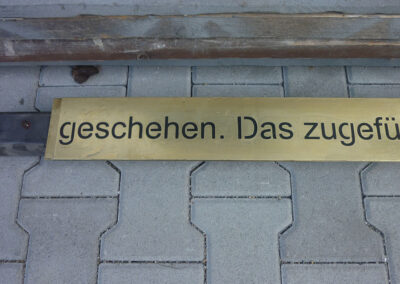 geschehen. Das zugefü